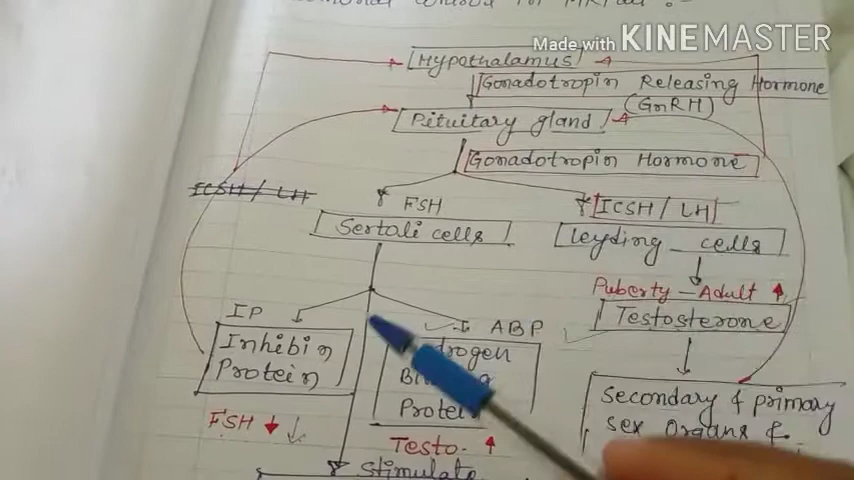 Made with KINEMASTER
Hypothalamus
Gonadotropin Releasing Hormone
(GnRH)
Pituitary gland
Gonadotropin Hormone
ICSH / LH
FSH
ICSH / LH
Sertali cells
leyding cells
Puberty - Adult
Testosterone
IP
ABP
Inhibin
Protein
Protein
secondary & primary
sex organs &
FSH
Testo.
stimulate